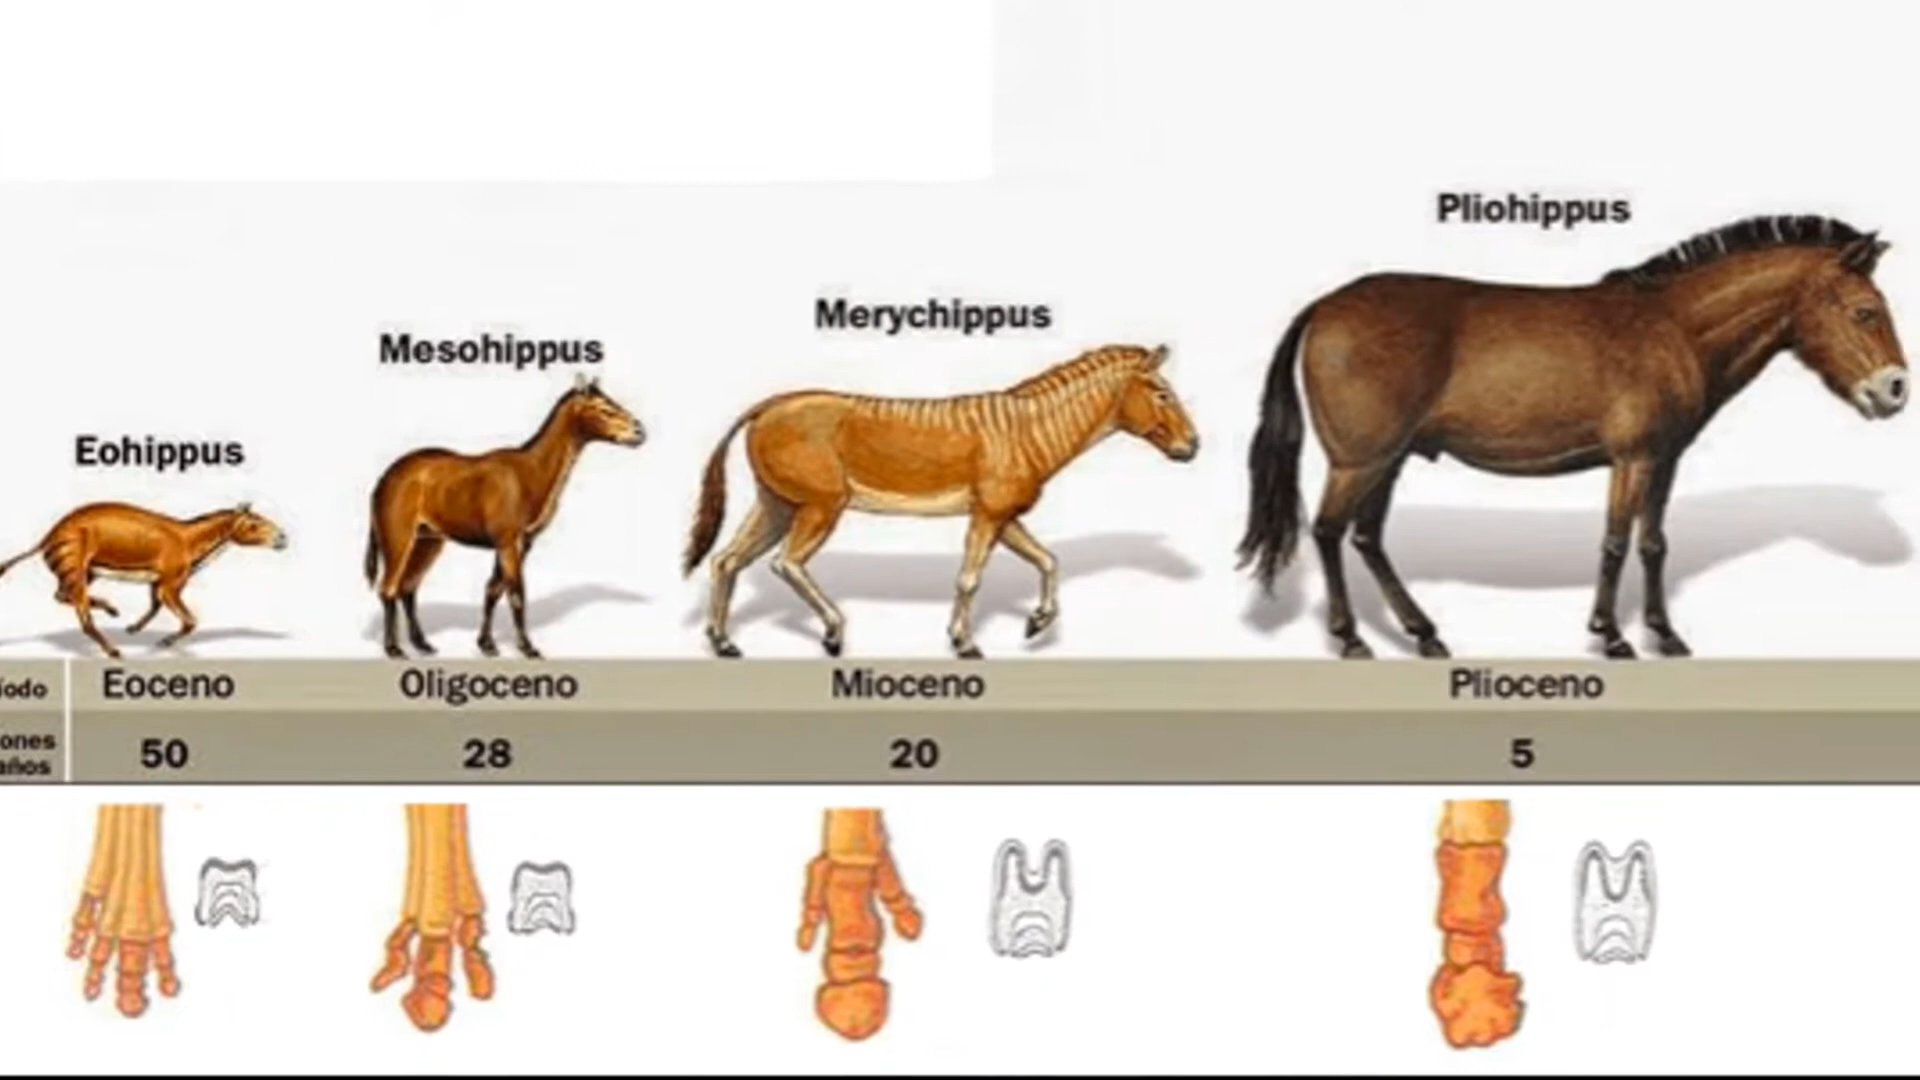 Pliohippus
Merychippus
Mesohippus
Eohippus
íodo Eoceno Oligoceno Mioceno Plioceno
ones
años 50 28 20 5